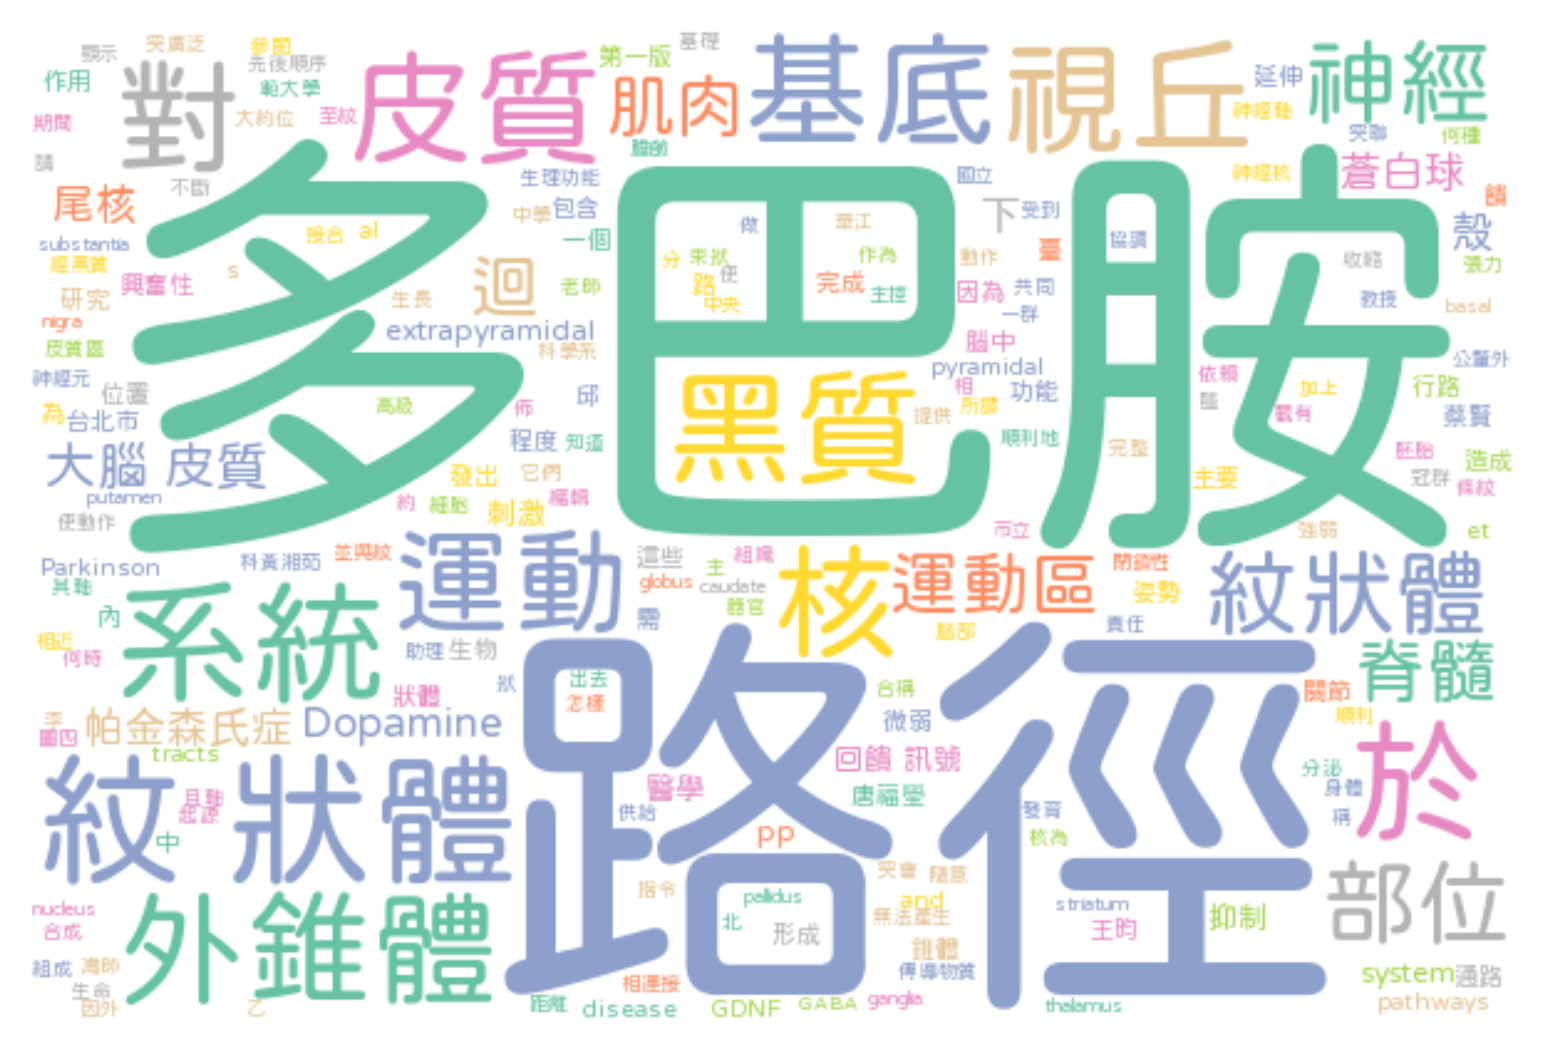 顯示
突廣泛
參閱
先後順序
作用
範大學
期間
對
大約位
至紋
皮質
第一版
基礎
肌肉
基底
視丘
延伸
神經
神經軸
突聯
何種
請
不斷
腦前
生理功能
國立
神經核
蒼白球
饋
尾核
中學
包含
下
受到
殼
substantia
接合
al
一個
做
華江
臺
協調
張力
經黑質
興奮性
s
迴
老師
分
束狀
使
作為
動作
收縮
研究
生長
路
中央
完成
主控
因為
共同
教授
basal
nigra
extrapyramidal
一群
多巴胺
皮質區
科學系
腦中
公釐外
神經元
位置
邱
黑質
pyramidal
相
功能
依賴
加上
行路
為
台北市
高級
佈
提供
所謂
觀有
蔡賢
程度
知道
順利地
完整
胚胎
造成
大腦 皮質
發出
它們
主要
冠群
條紋
putamen
約
細胞
刺激
編輯
便動作
市立
強弱
et
Parkinson
科黃湘茹
並與紋
運動
這些
主
組織
核
運動區
閉鎖性
紋狀體
其軸
globus
caudate
姿勢
內
系統
器官
需
腦部
責任
相近
何時
助理
生物
脊髓
狀體
狀
出去
合稱
關節
李
帕金森氏症
Dopamine
怎樣
微弱
順利
圖四
tracts
路徑
回饋 訊號
於
紋狀體
且軸
起源
醫學
唐福瑩
分泌
身體
中
供給
發育
稱
pp
核為
外錐體
指令
突會
隨意
部位
nucleus
pallidus
and
striatum
合成
北
形成
無法產生
王昀
抑制
組成
灣師
錐體
傳導物質
system
通路
生命
相連接
因外
乙
距離
disease
GDNF
GABA
ganglia
thalamus
pathways